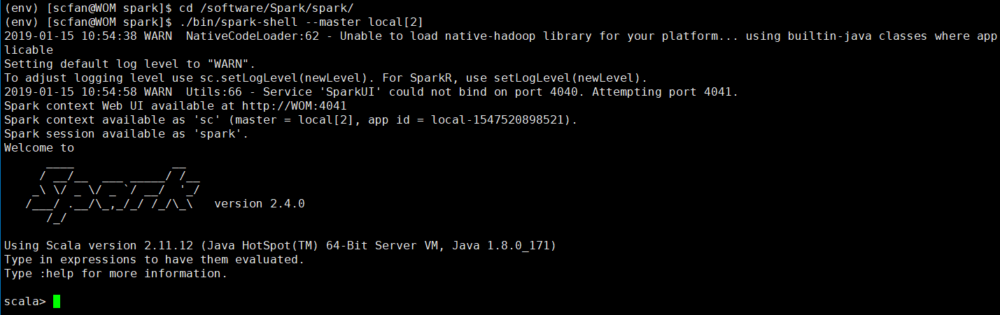 (env) [scfan@WOM spark]$ cd /software/Spark/spark/
(env) [scfan@WOM spark]$ ./bin/spark-shell --master local[2]
2019-01-15 10:54:38 WARN  NativeCodeLoader:62 - Unable to load native-hadoop library for your platform... using builtin-java classes where app
licable
Setting default log level to "WARN".
To adjust logging level use sc.setLogLevel(newLevel). For SparkR, use setLogLevel(newLevel).
2019-01-15 10:54:58 WARN  Utils:66 - Service 'SparkUI' could not bind on port 4040. Attempting port 4041.
Spark context Web UI available at http://WOM:4041
Spark context available as 'sc' (master = local[2], app id = local-1547520898521).
Spark session available as 'spark'.
Welcome to
      ____              __
     / __/__  ___ _____/ /__
    _\ \/ _ \/ _ `/ __/  '_/
   /___/ .__/\_,_/_/ /_/\_\   version 2.4.0
      /_/
Using Scala version 2.11.12 (Java HotSpot(TM) 64-Bit Server VM, Java 1.8.0_171)
Type in expressions to have them evaluated.
Type :help for more information.
scala>